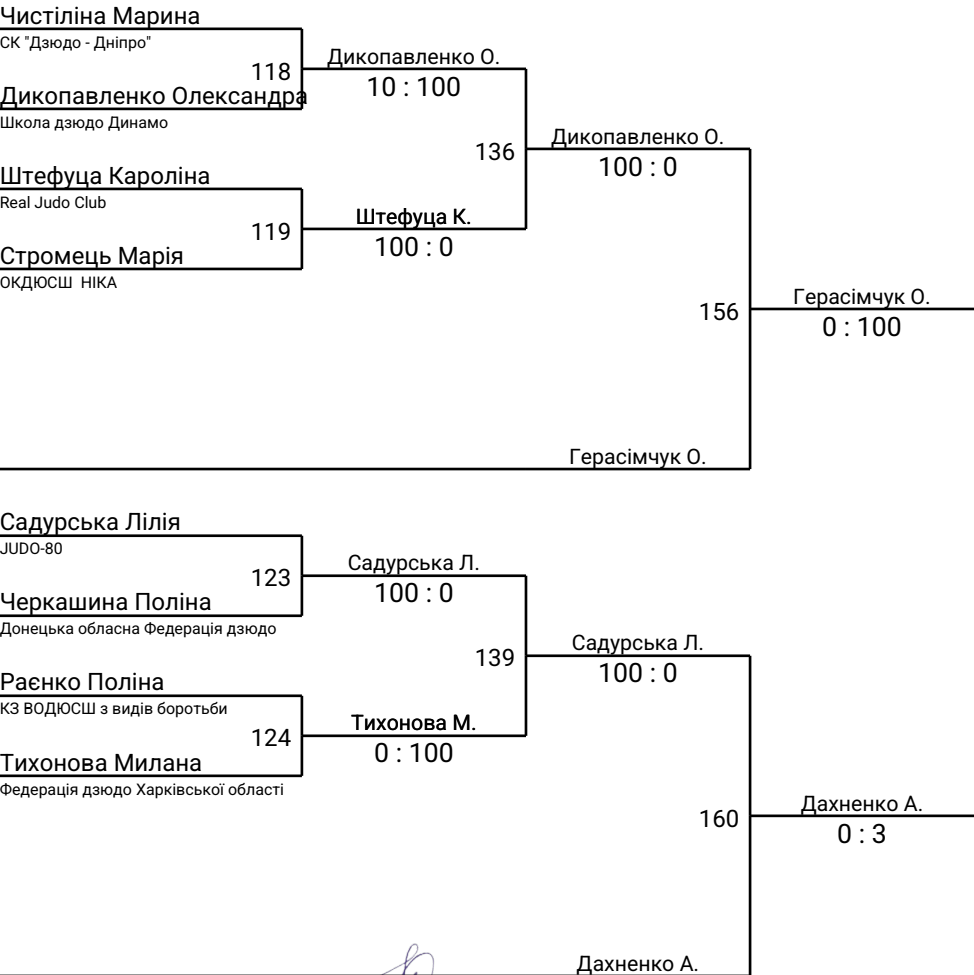 Чистіліна Марина
СК "Дзюдо - Дніпро"
118
Дикопавленко О.
10 : 100
Дикопавленко Олександра
Школа дзюдо Динамо
136
Дикопавленко О.
100 : 0
Штефуца Кароліна
Real Judo Club
119
Штефуца К.
100 : 0
Стромець Марія
ОКДЮСШ  НІКА
156
Герасімчук О.
0 : 100
Герасімчук О.
Садурська Лілія
JUDO-80
123
Садурська Л.
100 : 0
Черкашина Поліна
Донецька обласна Федерація дзюдо
139
Садурська Л.
100 : 0
Раєнко Поліна
КЗ ВОДЮСШ з видів боротьби
124
Тихонова М.
0 : 100
Тихонова Милана
Федерація дзюдо Харківської області
160
Дахненко А.
0 : 3
Дахненко А.